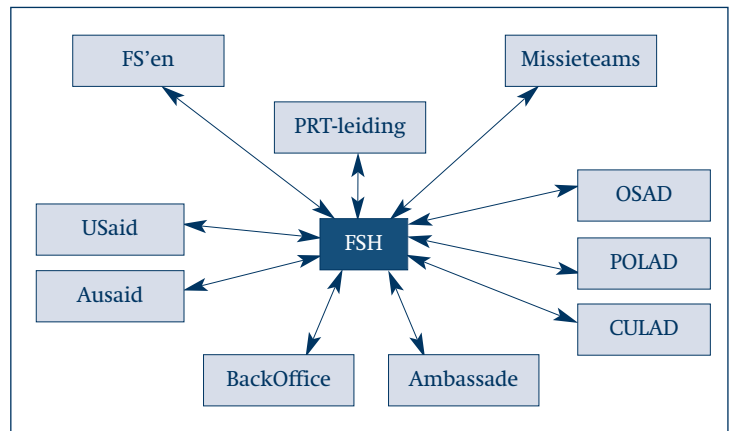 FS'en
Missieteams
PRT-leiding
OSAD
USaid
FSH
POLAD
Ausaid
CULAD
BackOffice
Ambassade